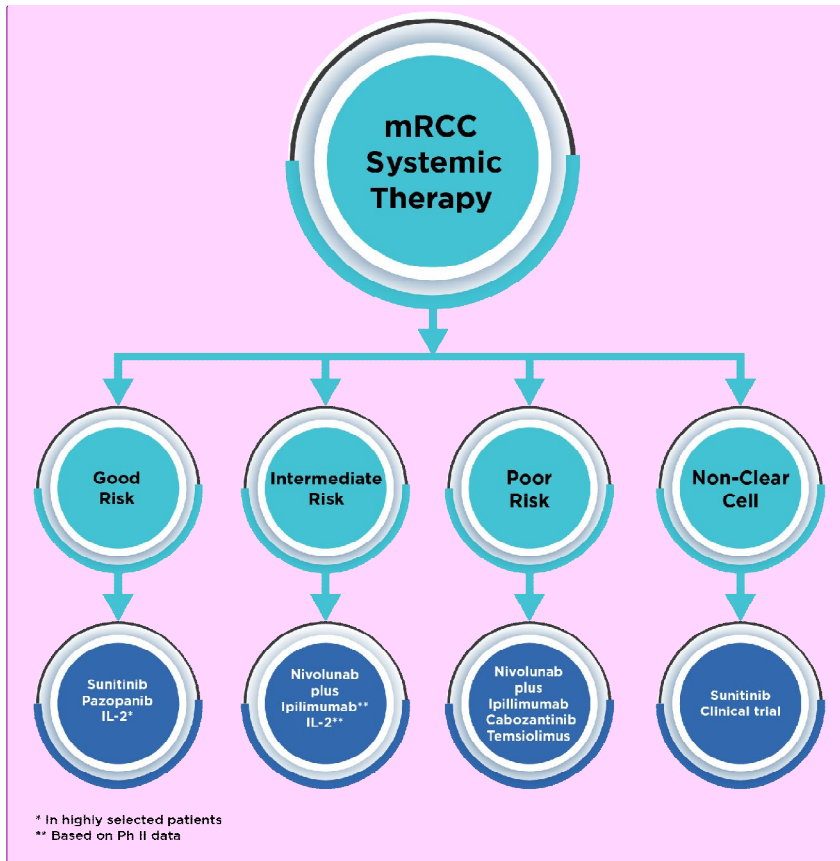 mRCC
Systemic
Therapy
Good
Risk
Intermediate
Risk
Poor
Risk
Non-Clear
Cell
Sunitinib
Pazopanib
IL-2*
Nivolunab
plus
Ipilimumab**
IL-2**
Nivolunab
plus
Ipillimumab
Cabozantinib
Temsiolimus
Sunitinib
Clinical trial
* In highly selected patients
** Based on Ph II data